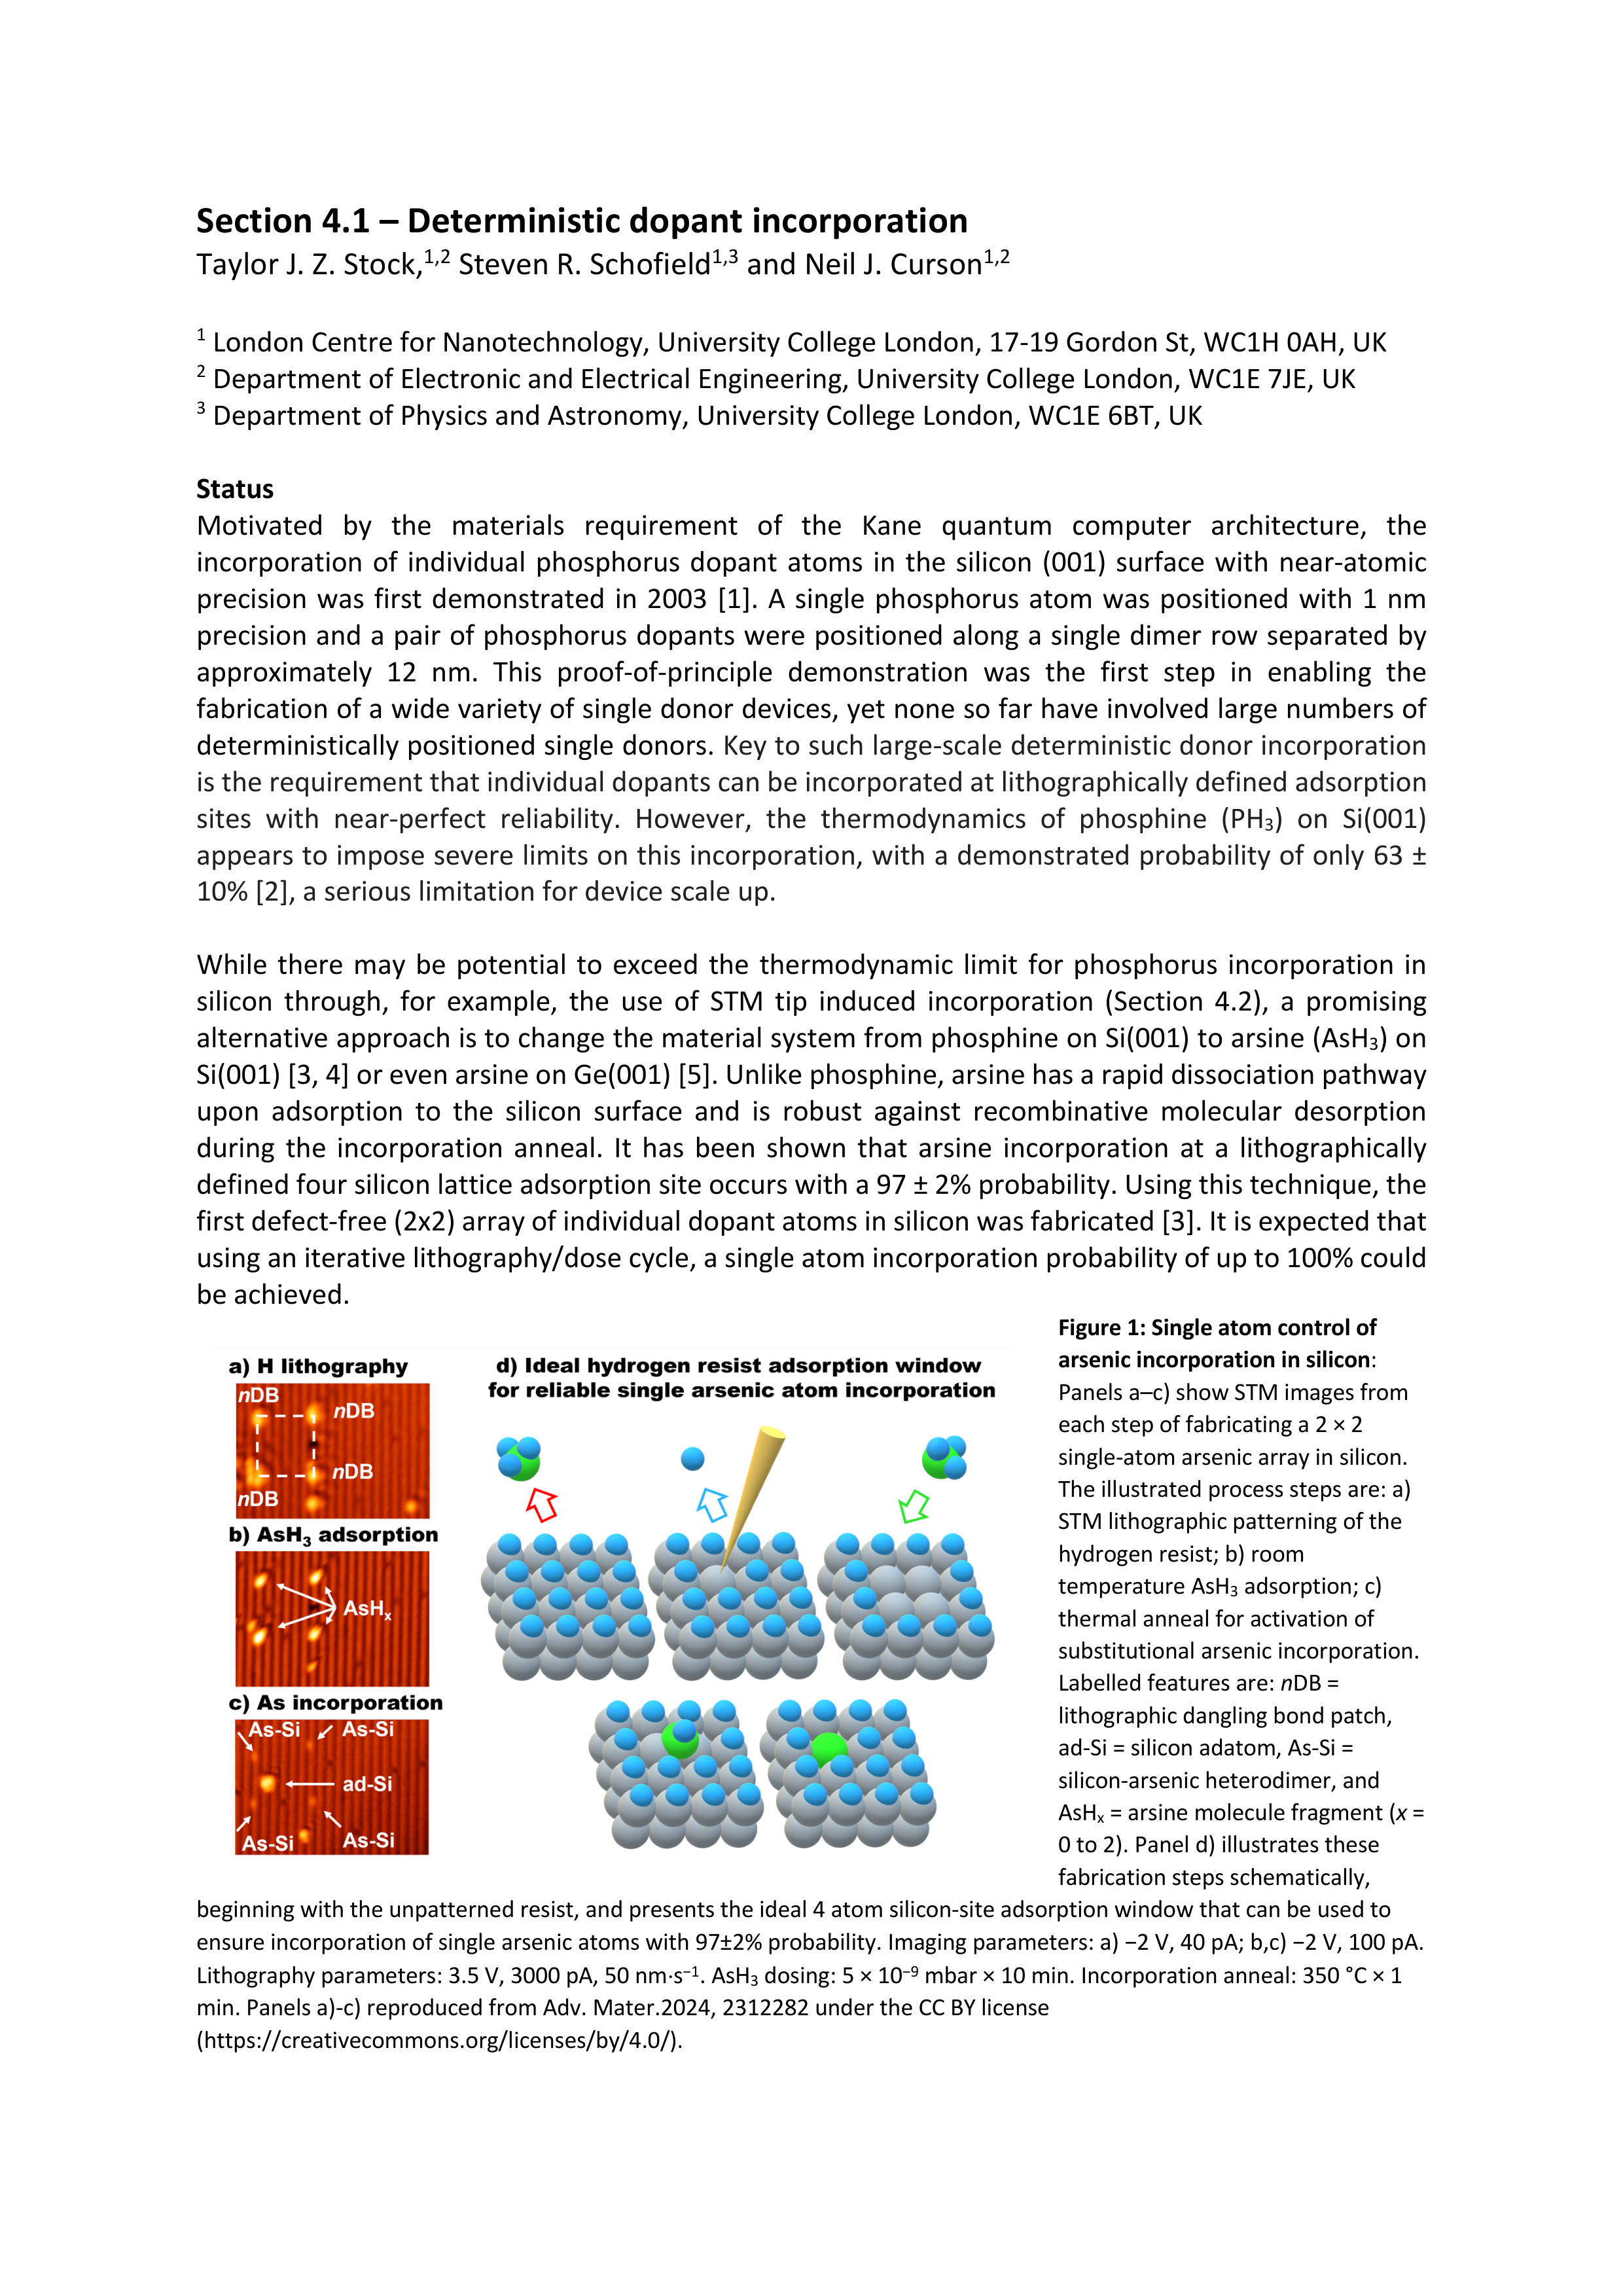 Section 4.1 – Deterministic dopant incorporation
Taylor J. Z. Stock,1,2 Steven R. Schofield1,3 and Neil J. Curson1,2
1 London Centre for Nanotechnology, University College London, 17-19 Gordon St, WC1H 0AH, UK
2 Department of Electronic and Electrical Engineering, University College London, WC1E 7JE, UK
3 Department of Physics and Astronomy, University College London, WC1E 6BT, UK
Status
Motivated by the materials requirement of the Kane quantum computer architecture, the
incorporation of individual phosphorus dopant atoms in the silicon (001) surface with near-atomic
precision was first demonstrated in 2003 [1]. A single phosphorus atom was positioned with 1 nm
precision and a pair of phosphorus dopants were positioned along a single dimer row separated by
approximately 12 nm. This proof-of-principle demonstration was the first step in enabling the
fabrication of a wide variety of single donor devices, yet none so far have involved large numbers of
deterministically positioned single donors. Key to such large-scale deterministic donor incorporation
is the requirement that individual dopants can be incorporated at lithographically defined adsorption
sites with near-perfect reliability. However, the thermodynamics of phosphine (PH3) on Si(001)
appears to impose severe limits on this incorporation, with a demonstrated probability of only 63 ±
10% [2], a serious limitation for device scale up.
While there may be potential to exceed the thermodynamic limit for phosphorus incorporation in
silicon through, for example, the use of STM tip induced incorporation (Section 4.2), a promising
alternative approach is to change the material system from phosphine on Si(001) to arsine (AsH3) on
Si(001) [3, 4] or even arsine on Ge(001) [5]. Unlike phosphine, arsine has a rapid dissociation pathway
upon adsorption to the silicon surface and is robust against recombinative molecular desorption
during the incorporation anneal. It has been shown that arsine incorporation at a lithographically
defined four silicon lattice adsorption site occurs with a 97 ± 2% probability. Using this technique, the
first defect-free (2x2) array of individual dopant atoms in silicon was fabricated [3]. It is expected that
using an iterative lithography/dose cycle, a single atom incorporation probability of up to 100% could
be achieved.
a) H lithography
nDB
nDB
nDB
nDB
b) AsH3 adsorption
AsHx
c) As incorporation
As-Si
As-Si
ad-Si
As-Si
As-Si
d) Ideal hydrogen resist adsorption window
for reliable single arsenic atom incorporation
Figure 1: Single atom control of
arsenic incorporation in silicon:
Panels a–c) show STM images from
each step of fabricating a 2 × 2
single-atom arsenic array in silicon.
The illustrated process steps are: a)
STM lithographic patterning of the
hydrogen resist; b) room
temperature AsH3 adsorption; c)
thermal anneal for activation of
substitutional arsenic incorporation.
Labelled features are: nDB =
lithographic dangling bond patch,
ad-Si = silicon adatom, As-Si =
silicon-arsenic heterodimer, and
AsHx = arsine molecule fragment (x =
0 to 2). Panel d) illustrates these
fabrication steps schematically,
beginning with the unpatterned resist, and presents the ideal 4 atom silicon-site adsorption window that can be used to
ensure incorporation of single arsenic atoms with 97±2% probability. Imaging parameters: a) −2 V, 40 pA; b,c) −2 V, 100 pA.
Lithography parameters: 3.5 V, 3000 pA, 50 nm·s−1. AsH3 dosing: 5 × 10−9 mbar × 10 min. Incorporation anneal: 350 °C × 1
min. Panels a)-c) reproduced from Adv. Mater.2024, 2312282 under the CC BY license
(https://creativecommons.org/licenses/by/4.0/).